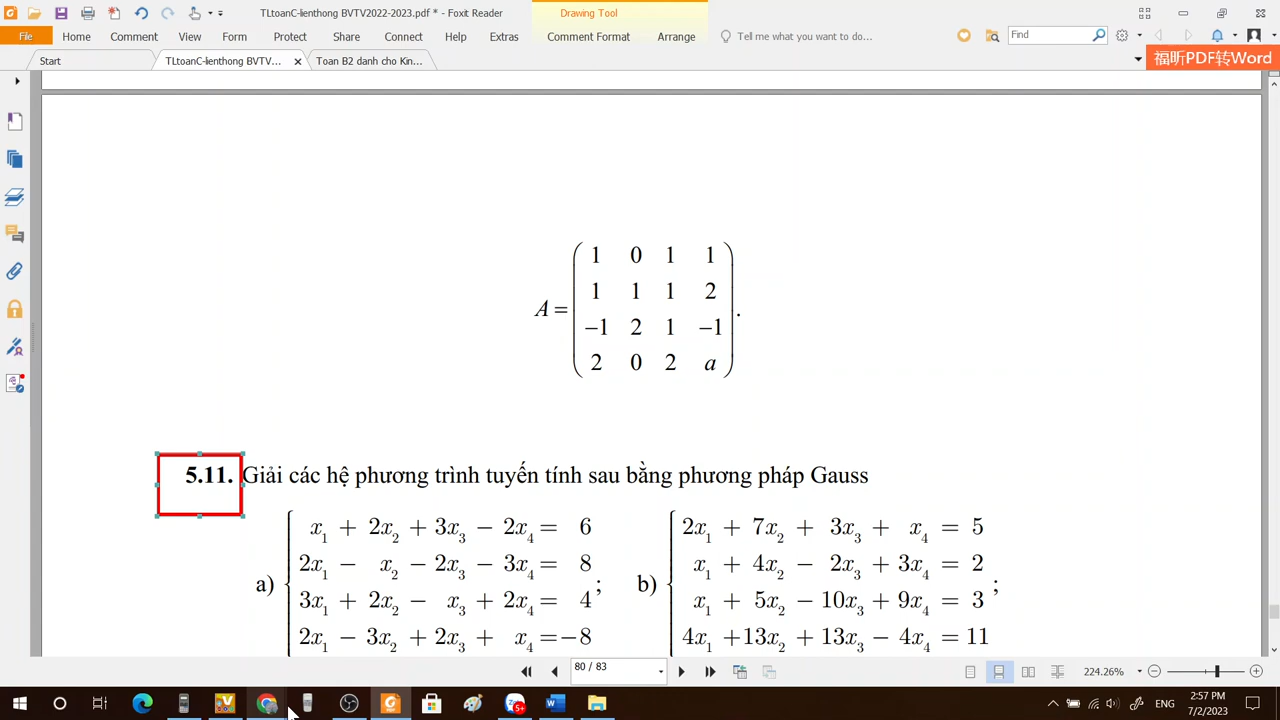 TLtoanC-lienthong BVTV2022-2023.pdf * - Foxit Reader
Drawing Tool
File Home Comment View Form Protect Share Connect Help Extras Comment Format Arrange Tell me what you want to do... Find
Start TLtoanC-lienthong BVTV... Toan B2 danh cho Kin...
福昕PDF转Word
A = ( 1 0 1 1
1 1 1 2
−1 2 1 −1
2 0 2 a ).
5.11. Giải các hệ phương trình tuyến tính sau bằng phương pháp Gauss
a) { x₁ + 2x₂ + 3x₃ − 2x₄ = 6
2x₁ − x₂ − 2x₃ − 3x₄ = 8
3x₁ + 2x₂ − x₃ + 2x₄ = 4
2x₁ − 3x₂ + 2x₃ + x₄ = −8 ;
b) { 2x₁ + 7x₂ + 3x₃ + x₄ = 5
x₁ + 4x₂ − 2x₃ + 3x₄ = 2
x₁ + 5x₂ − 10x₃ + 9x₄ = 3
4x₁ + 13x₂ + 13x₃ − 4x₄ = 11 ;
80 / 83
224.26%
5+
ENG
2:57 PM
7/2/2023